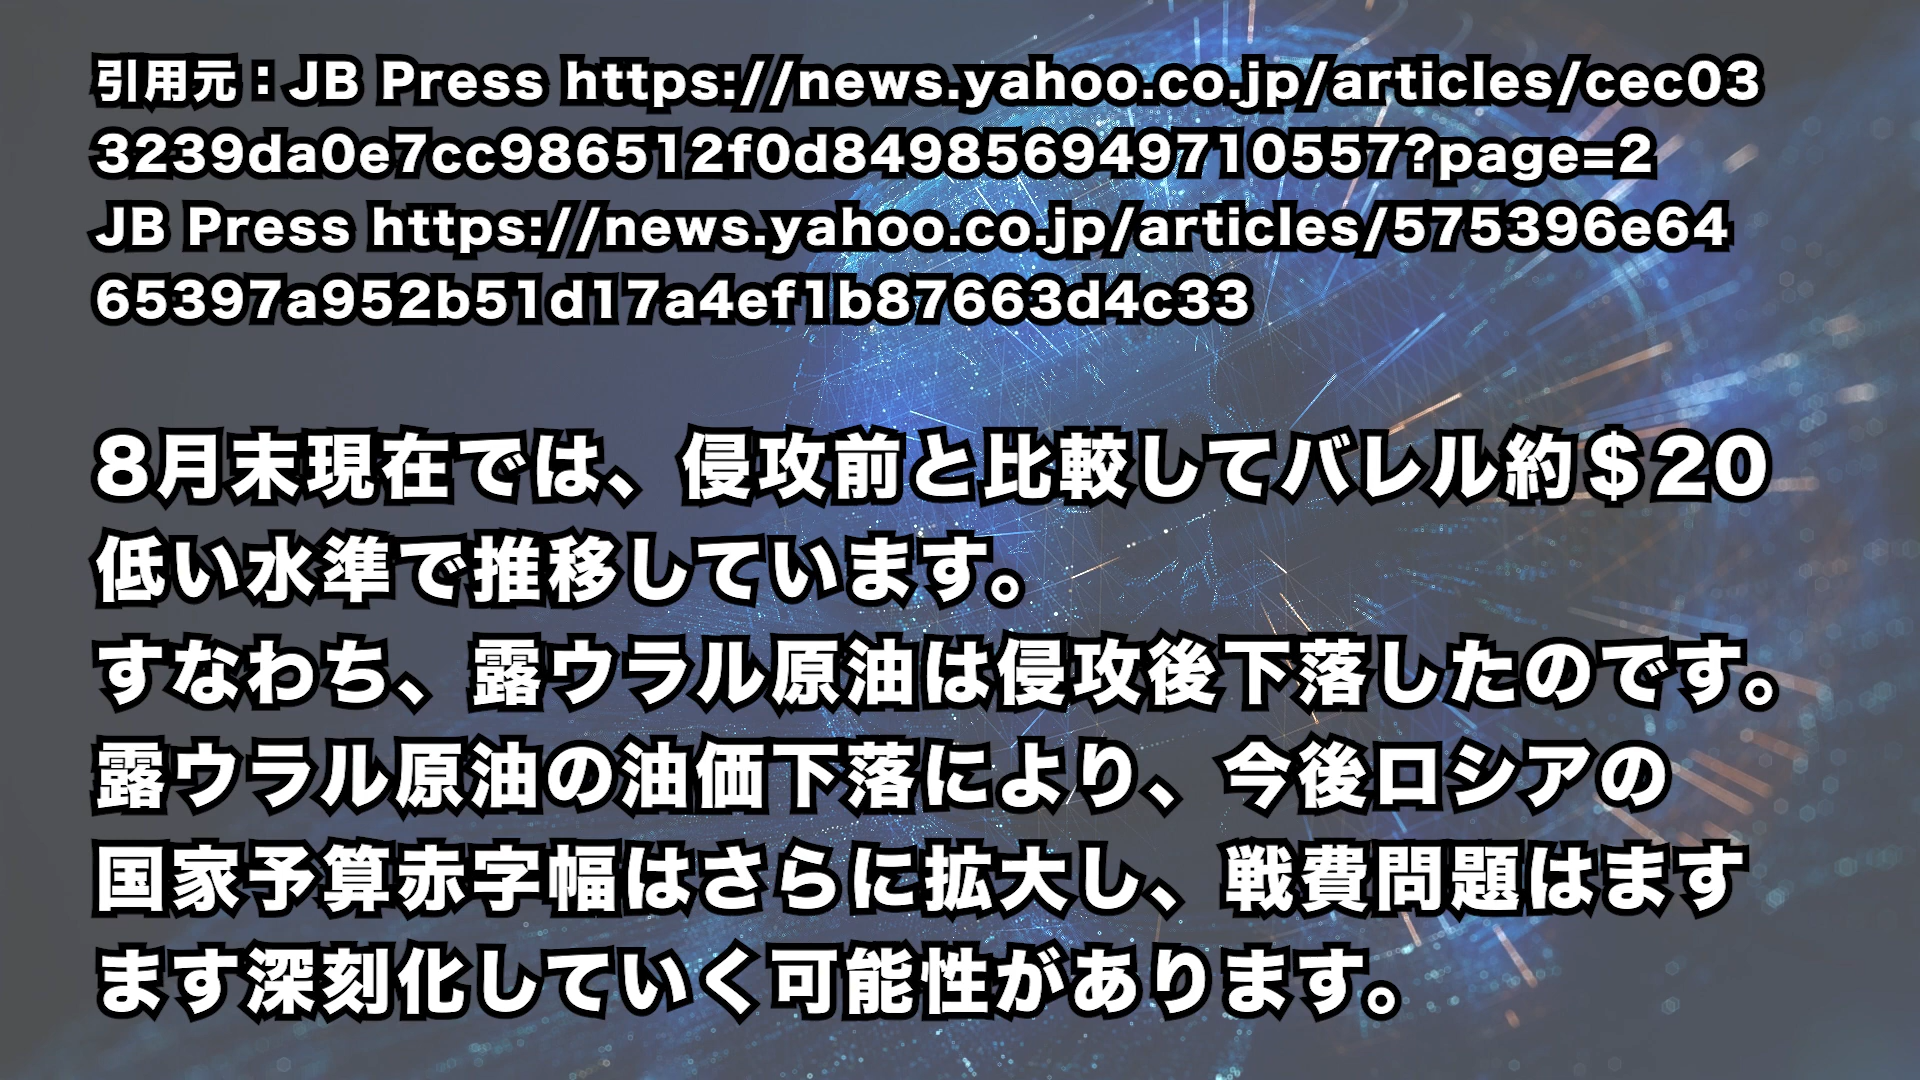 引用元：JB Press https://news.yahoo.co.jp/articles/cec03
3239da0e7cc986512f0d849856949710557?page=2
JB Press https://news.yahoo.co.jp/articles/575396e64
65397a952b51d17a4ef1b87663d4c33
8月末現在では、侵攻前と比較してバレル約＄20
低い水準で推移しています。
すなわち、露ウラル原油は侵攻後下落したのです。
露ウラル原油の油価下落により、今後ロシアの
国家予算赤字幅はさらに拡大し、戦費問題はます
ます深刻化していく可能性があります。